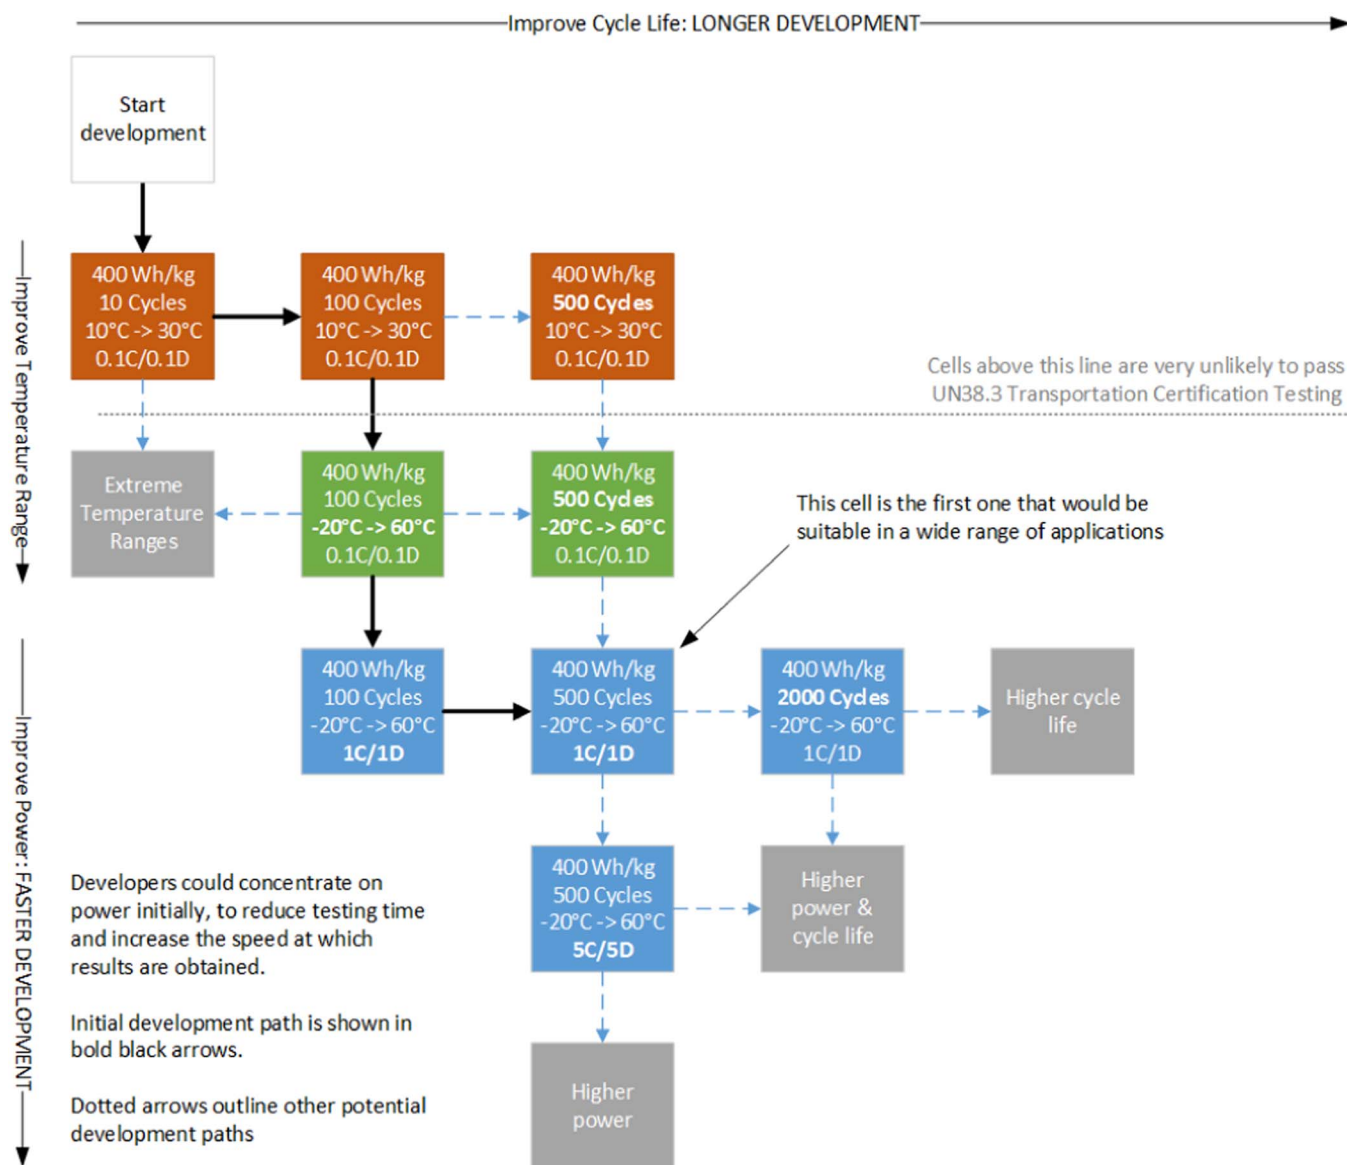 Improve Cycle Life: LONGER DEVELOPMENT
Start
development
Improve Temperature Range
400 Wh/kg
10 Cycles
10°C -> 30°C
0.1C/0.1D
400 Wh/kg
100 Cycles
10°C -> 30°C
0.1C/0.1D
400 Wh/kg
500 Cycles
10°C -> 30°C
0.1C/0.1D
Cells above this line are very unlikely to pass
UN38.3 Transportation Certification Testing
Extreme
Temperature
Ranges
400 Wh/kg
100 Cycles
-20°C -> 60°C
0.1C/0.1D
400 Wh/kg
500 Cycles
-20°C -> 60°C
0.1C/0.1D
This cell is the first one that would be
suitable in a wide range of applications
Improve Power: FASTER DEVELOPMENT
400 Wh/kg
100 Cycles
-20°C -> 60°C
1C/1D
400 Wh/kg
500 Cycles
-20°C -> 60°C
1C/1D
400 Wh/kg
2000 Cycles
-20°C -> 60°C
1C/1D
Higher cycle
life
400 Wh/kg
500 Cycles
-20°C -> 60°C
5C/5D
Higher
power &
cycle life
Developers could concentrate on
power initially, to reduce testing time
and increase the speed at which
results are obtained.
Initial development path is shown in
bold black arrows.
Dotted arrows outline other potential
development paths
Higher
power